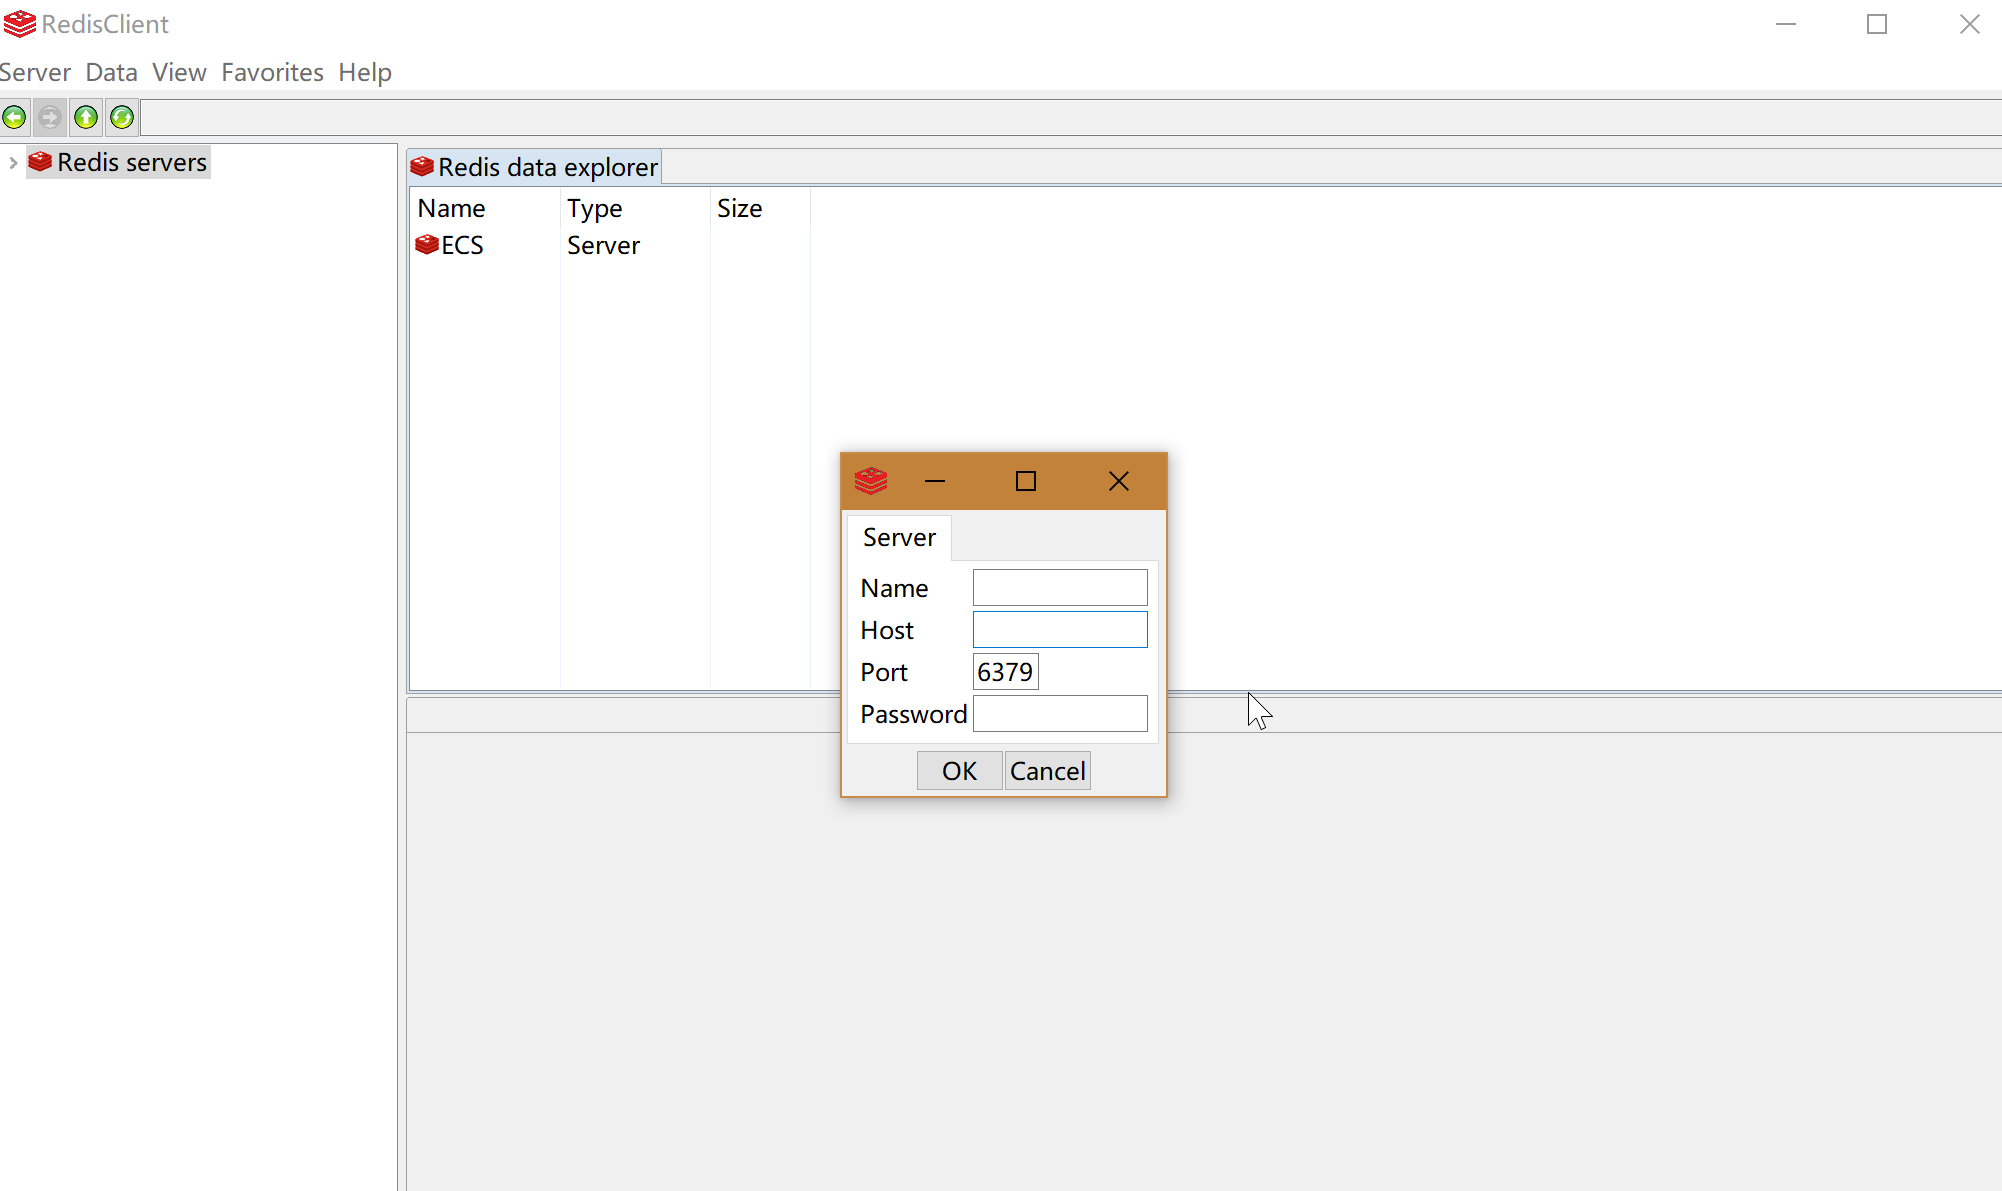 RedisClient
Server Data View Favorites Help
Redis servers
Redis data explorer
Name Type Size
ECS Server
Server
Name
Host
Port 6379
Password
OK Cancel